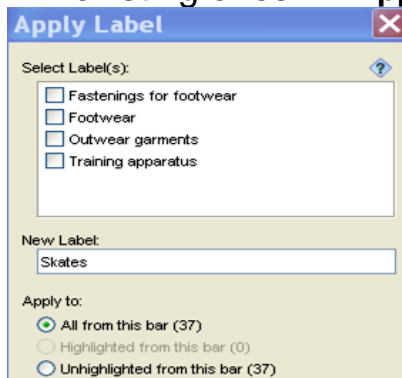 Apply Label
Select Label(s):
Fastenings for footwear
Footwear
Outwear garments
Training apparatus
New Label:
Skates
Apply to:
All from this bar (37)
Highlighted from this bar (0)
Unhighlighted from this bar (37)